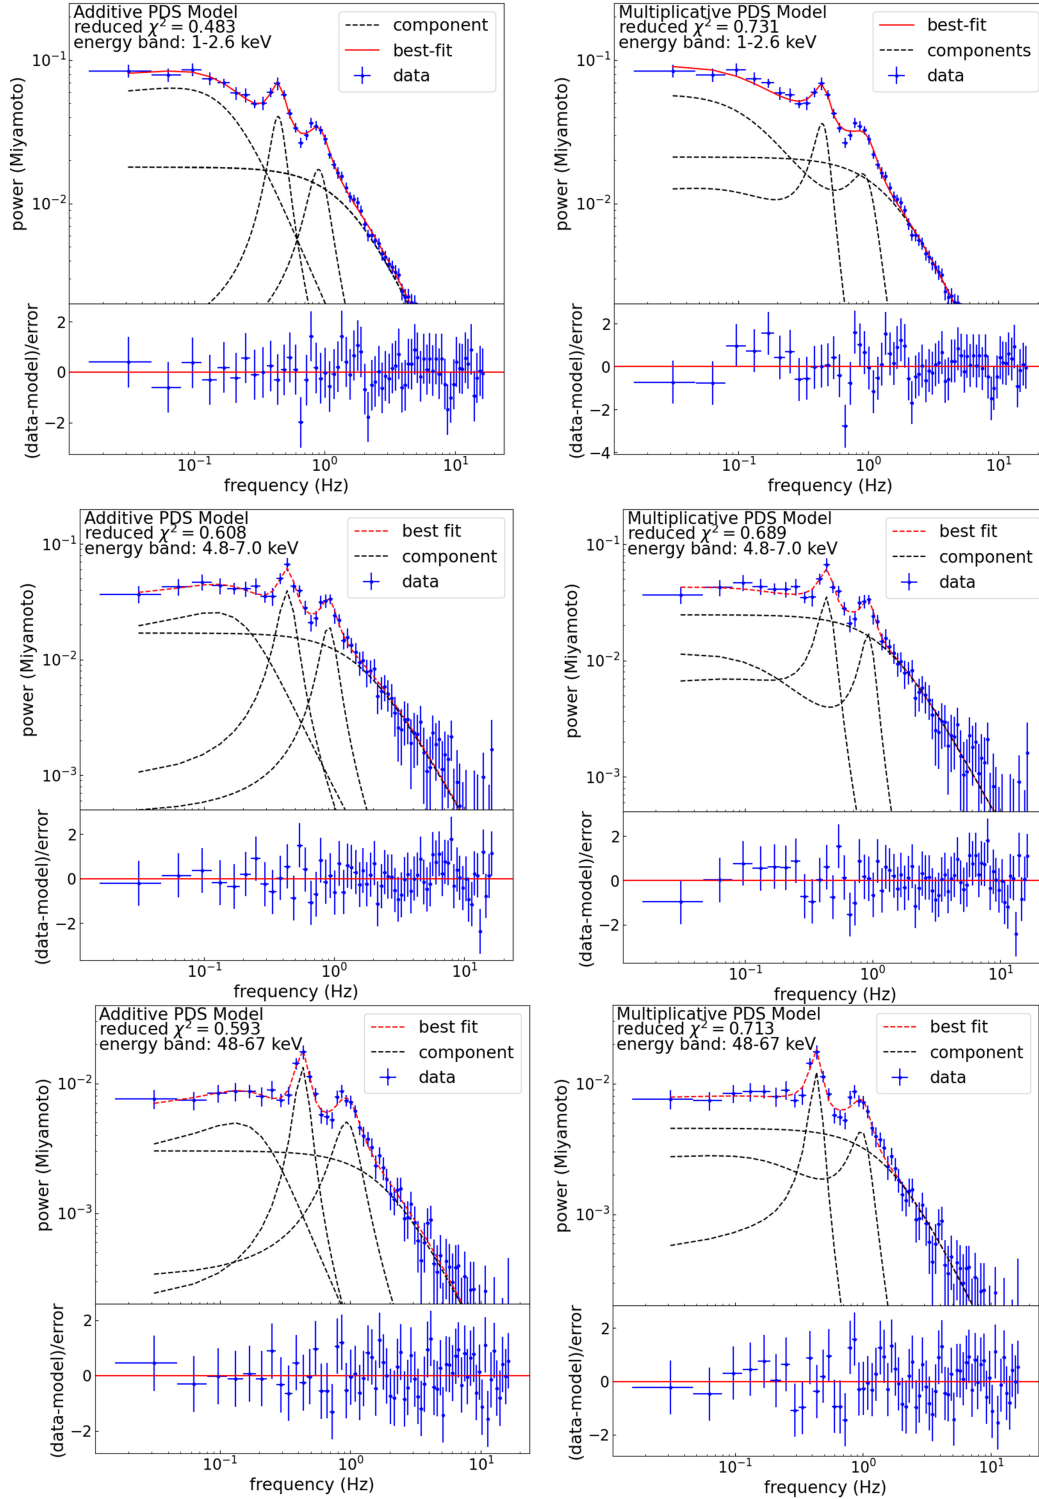 Additive PDS Model
reduced χ² = 0.483
energy band: 1-2.6 keV
component
best-fit
data
10⁻¹
10⁻²
power (Miyamoto)
2
0
−2
(data-model)/error
10⁻¹
10⁰
10¹
frequency (Hz)
Multiplicative PDS Model
reduced χ² = 0.731
energy band: 1-2.6 keV
best-fit
components
data
10⁻¹
10⁻²
power (Miyamoto)
2
0
−2
−4
(data-model)/error
10⁻¹
10⁰
10¹
frequency (Hz)
Additive PDS Model
reduced χ² = 0.608
energy band: 4.8-7.0 keV
best fit
component
data
10⁻¹
10⁻²
10⁻³
power (Miyamoto)
2
0
−2
(data-model)/error
10⁻¹
10⁰
10¹
frequency (Hz)
Multiplicative PDS Model
reduced χ² = 0.689
energy band: 4.8-7.0 keV
best fit
component
data
10⁻¹
10⁻²
10⁻³
power (Miyamoto)
2
0
−2
(data-model)/error
10⁻¹
10⁰
10¹
frequency (Hz)
Additive PDS Model
reduced χ² = 0.593
energy band: 48-67 keV
best fit
component
data
10⁻²
10⁻³
power (Miyamoto)
2
0
−2
(data-model)/error
10⁻¹
10⁰
10¹
frequency (Hz)
Multiplicative PDS Model
reduced χ² = 0.713
energy band: 48-67 keV
best fit
component
data
10⁻²
10⁻³
power (Miyamoto)
2
0
−2
(data-model)/error
10⁻¹
10⁰
10¹
frequency (Hz)